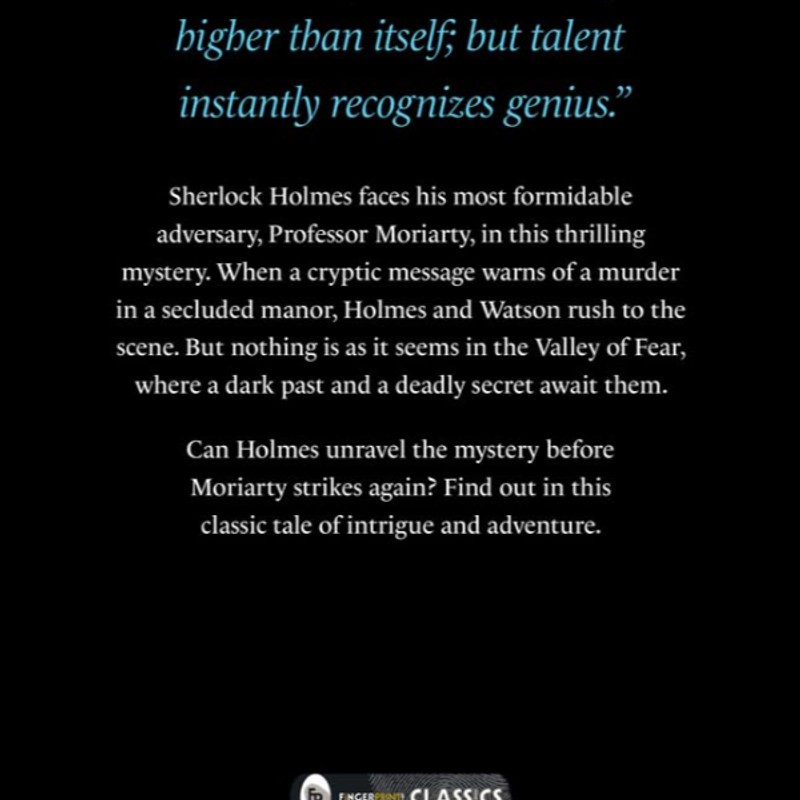 higher than itself; but talent
instantly recognizes genius.”
Sherlock Holmes faces his most formidable
adversary, Professor Moriarty, in this thrilling
mystery. When a cryptic message warns of a murder
in a secluded manor, Holmes and Watson rush to the
scene. But nothing is as it seems in the Valley of Fear,
where a dark past and a deadly secret await them.
Can Holmes unravel the mystery before
Moriarty strikes again? Find out in this
classic tale of intrigue and adventure.
FP FINGERPRINT! CLASSICS